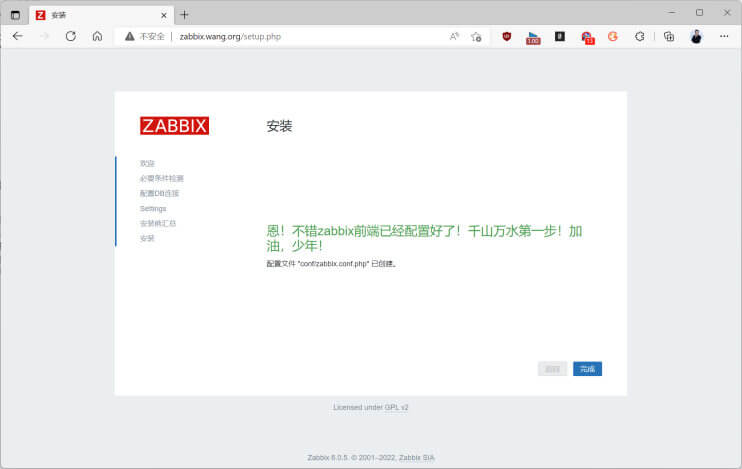 安装
不安全 | zabbix.wang.org/setup.php
1.00
ZABBIX
安装
欢迎
必要条件检测
配置DB连接
Settings
安装前汇总
安装
恩！不错zabbix前端已经配置好了！千山万水第一步！加
油，少年！
配置文件 "conf/zabbix.conf.php" 已创建。
返回
完成
Licensed under GPL v2
Zabbix 6.0.5. © 2001–2022, Zabbix SIA